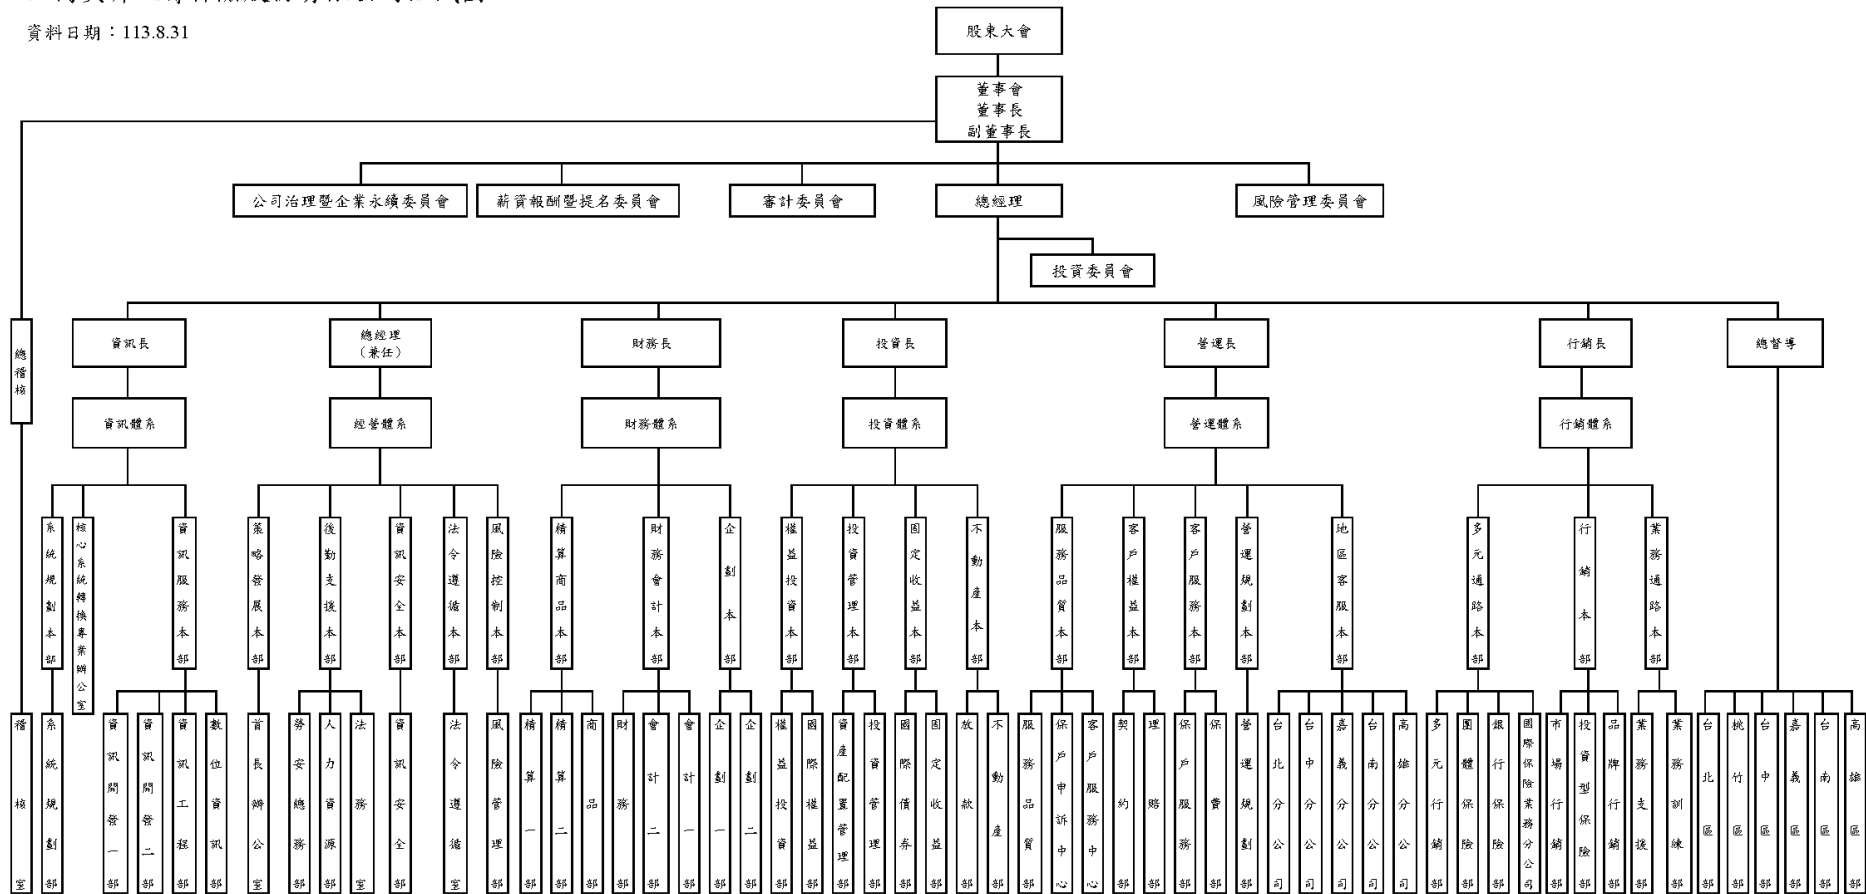 資料日期：113.8.31
股東大會
董事會
董事長
副董事長
公司治理暨企業永續委員會
薪資報酬暨提名委員會
審計委員會
總經理
風險管理委員會
投資委員會
總稽核
資訊長
總經理
（兼任）
財務長
投資長
營運長
行銷長
總督導
資訊體系
經營體系
財務體系
投資體系
營運體系
行銷體系
系統規劃本部
核心系統轉換專案辦公室
資訊服務本部
策略發展本部
後勤支援本部
資訊安全本部
法令遵循本部
風險控制本部
精算商品本部
財務會計本部
企劃本部
權益投資本部
投資管理本部
固定收益本部
不動產本部
服務品質本部
客戶權益本部
客戶服務本部
營運規劃本部
地區客服本部
多元通路本部
行銷本部
業務通路本部
稽核室
系統規劃部
資訊開發一部
資訊開發二部
資訊工程部
數位資訊部
首長辦公室
勞安總務部
人力資源部
法務室
資訊安全部
法令遵循室
風險管理部
精算一部
精算二部
商品部
財務部
會計二部
會計一部
企劃一部
企劃二部
權益投資部
國際權益部
資產配置管理部
投資管理部
國際債券部
固定收益部
放款部
不動產部
服務品質部
保戶申訴中心
客戶服務中心
契約部
理賠部
保戶服務部
保費部
營運規劃部
台北分公司
台中分公司
嘉義分公司
台南分公司
高雄分公司
多元行銷部
團體保險部
銀行保險部
國際保險業務分公司
市場行銷部
投資型保險部
品牌行銷部
業務支援部
業務訓練部
台北區部
桃竹區部
台中區部
嘉義區部
台南區部
高雄區部